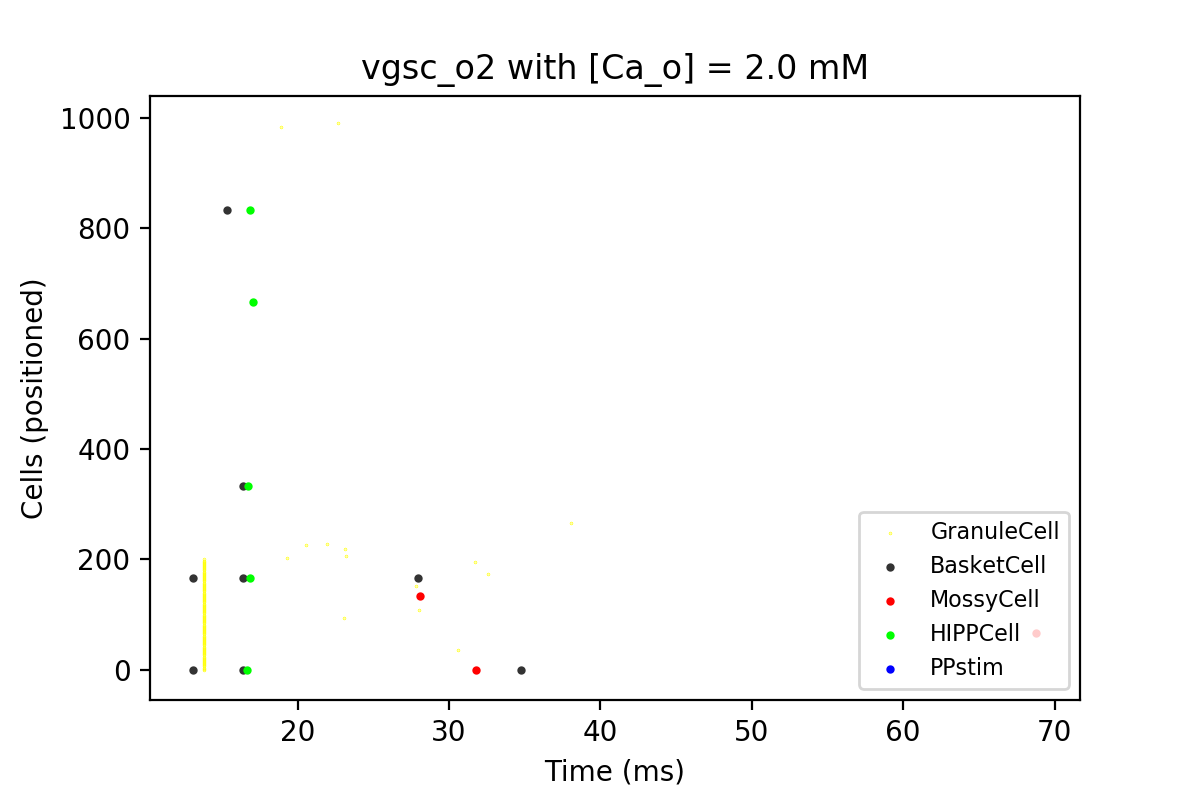 vgsc_o2 with [Ca_o] = 2.0 mM
Cells (positioned)
1000
800
600
400
200
0
GranuleCell
BasketCell
MossyCell
HIPPCell
PPstim
20 30 40 50 60 70
Time (ms)